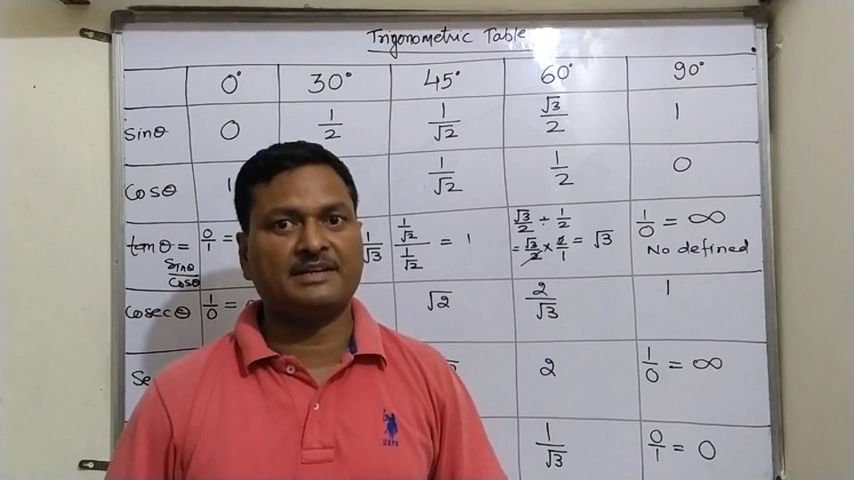 Trigonometric Table
0° 30° 45° 60° 90°
sinθ 0 1/2 1/√2 √3/2 1
cosθ 1 1/√2 1/2 0
tanθ = sinθ/cosθ 0/1 = 1/√3 (1/√2)/(1/√2) = 1 √3/2 ÷ 1/2 = √3/2 × 2/1 = √3 1/0 = ∞ No defined
cosecθ 1/0 = √2 2/√3 1
Se 2 1/0 = ∞
1/√3 0/1 = 0
USPA